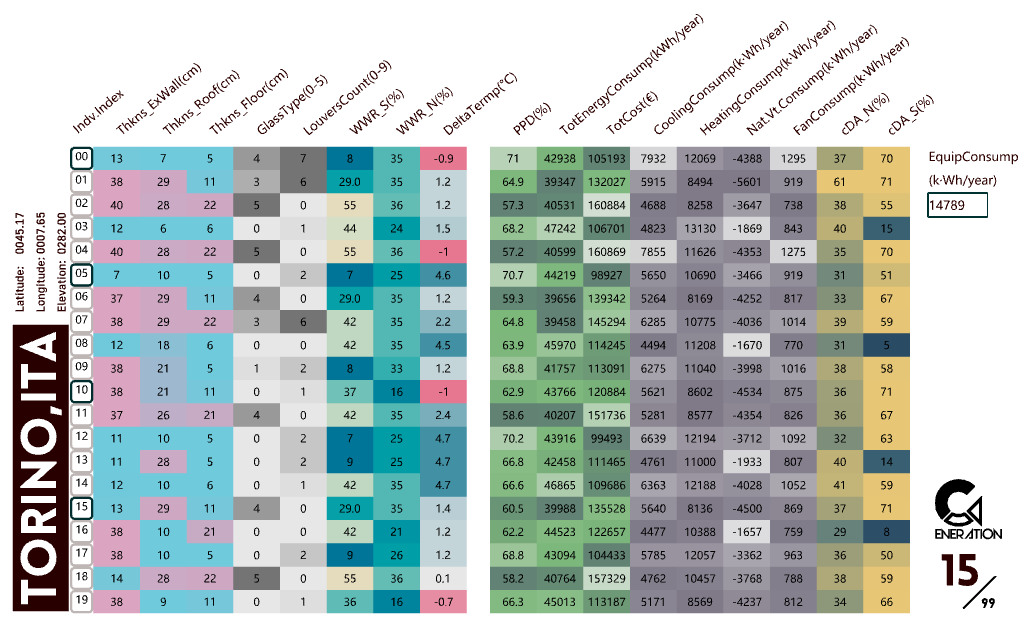 Indv.Index Thkns_ExWall(cm) Thkns_Roof(cm) Thkns_Floor(cm) GlassType(0-5) LouversCount(0-9) WWR_S(%) WWR_N(%) DeltaTermp(°C) PPD(%) TotEnergyConsump(kWh/year) TotCost(€) CoolingConsump(k·Wh/year) HeatingConsump(k·Wh/year) Nat.Vt.Consump(k·Wh/year) FanConsump(k·Wh/year) cDA_N(%) cDA_S(%)
00 13 7 5 4 7 8 35 -0.9 71 42938 105193 7932 12069 -4388 1295 37 70
01 38 29 11 3 6 29.0 35 1.2 64.9 39347 132027 5915 8494 -5601 919 61 71
02 40 28 22 5 0 55 36 1.2 57.3 40531 160884 4688 8258 -3647 738 38 55
03 12 6 6 0 1 44 24 1.5 68.2 47242 106701 4823 13130 -1869 843 40 15
04 40 28 22 5 0 55 36 -1 57.2 40599 160869 7855 11626 -4353 1275 35 70
05 7 10 5 0 2 7 25 4.6 70.7 44219 98927 5650 10690 -3466 919 31 51
06 37 29 11 4 0 29.0 35 1.2 59.3 39656 139342 5264 8169 -4252 817 33 67
07 38 29 22 3 6 42 35 2.2 64.8 39458 145294 6285 10775 -4036 1014 39 59
08 12 18 6 0 0 42 35 4.5 63.9 45970 114245 4494 11208 -1670 770 31 5
09 38 21 5 1 2 8 33 1.2 68.8 41757 113091 6275 11040 -3998 1016 38 58
10 38 21 11 0 1 37 16 -1 62.9 43766 120884 5621 8602 -4534 875 36 71
11 37 26 21 4 0 42 35 2.4 58.6 40207 151736 5281 8577 -4354 826 36 67
12 11 10 5 0 2 7 25 4.7 70.2 43916 99493 6639 12194 -3712 1092 32 63
13 11 28 5 0 2 9 25 4.7 66.8 42458 111465 4761 11000 -1933 807 40 14
14 12 10 6 0 1 42 35 4.7 66.6 46865 109686 6363 12188 -4028 1052 41 59
15 13 29 11 4 0 29.0 35 1.4 60.5 39988 135528 5640 8136 -4500 869 37 71
16 38 10 21 0 0 42 21 1.2 62.2 44523 122657 4477 10388 -1657 759 29 8
17 38 10 5 0 2 9 26 1.2 68.8 43094 104433 5785 12057 -3362 963 36 50
18 14 28 22 5 0 55 36 0.1 58.2 40764 157329 4762 10457 -3768 788 38 59
19 38 9 11 0 1 36 16 -0.7 66.3 45013 113187 5171 8569 -4237 812 34 66
EquipConsump
(k·Wh/year)
14789
Latitude: 0045.17
Longitude: 0007.65
Elevation: 0282.00
TORINO,ITA
ENERATION
15/99